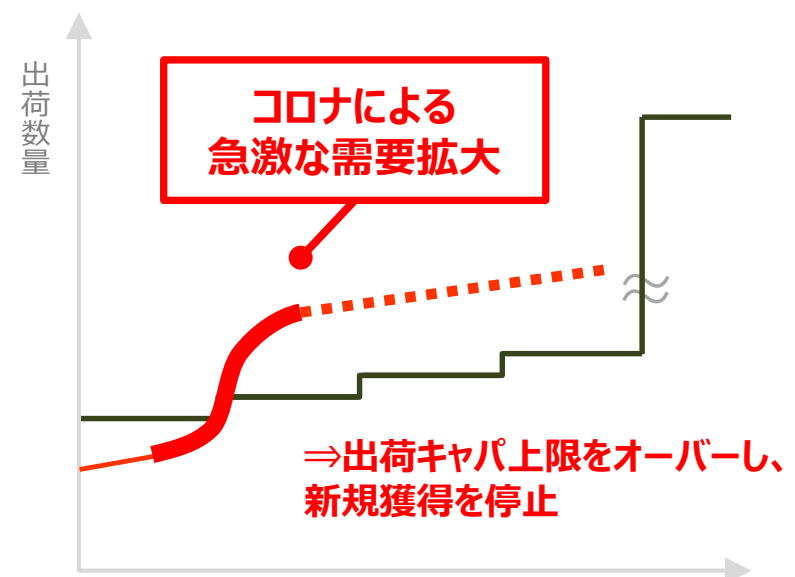 出荷数量
コロナによる
急激な需要拡大
⇒出荷キャパ上限をオーバーし、
新規獲得を停止